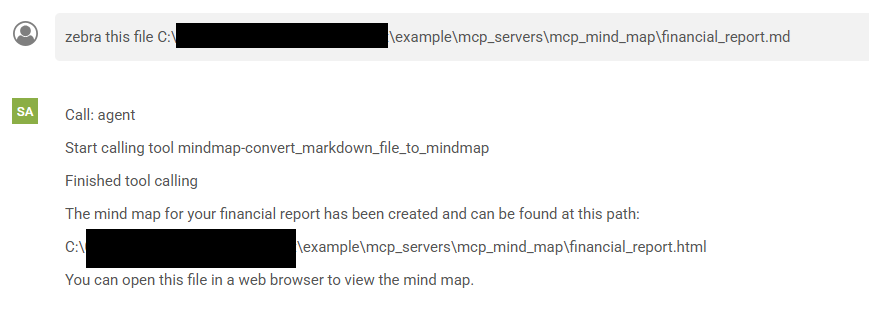 zebra this file C:\ \example\mcp_servers\mcp_mind_map\financial_report.md
SA
Call: agent
Start calling tool mindmap-convert_markdown_file_to_mindmap
Finished tool calling
The mind map for your financial report has been created and can be found at this path:
C:\ \example\mcp_servers\mcp_mind_map\financial_report.html
You can open this file in a web browser to view the mind map.